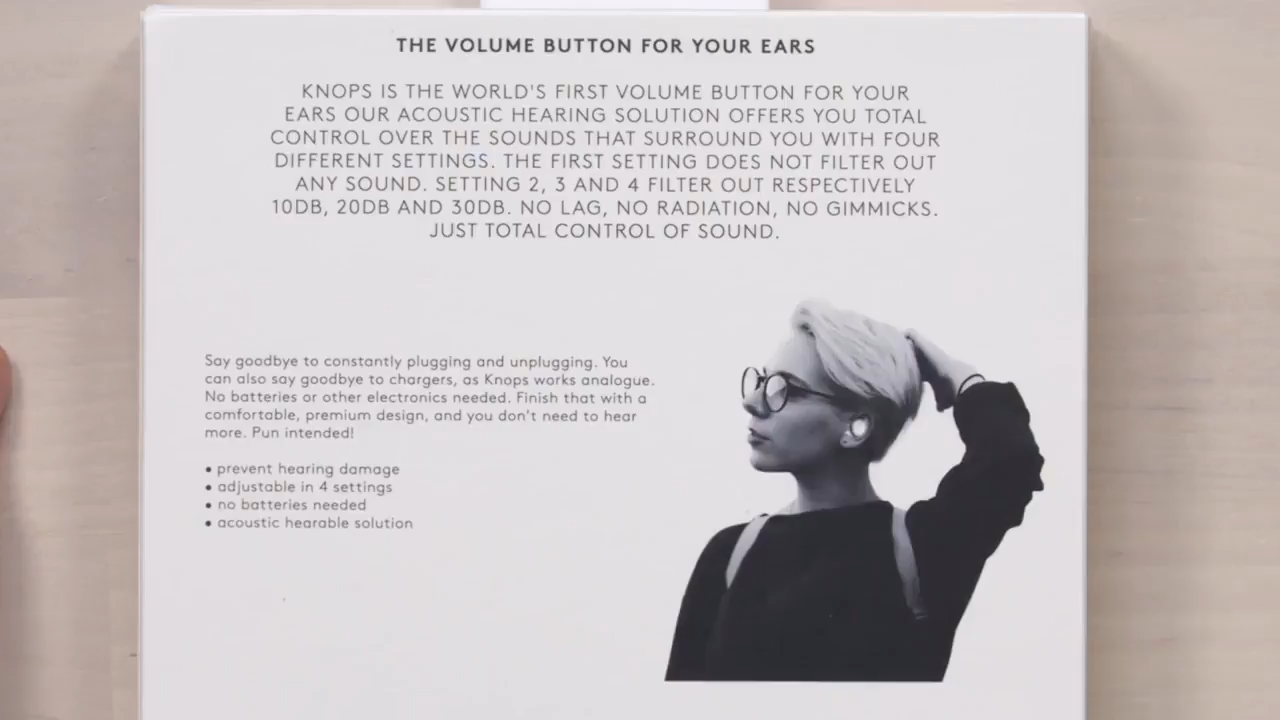 THE VOLUME BUTTON FOR YOUR EARS
KNOPS IS THE WORLD'S FIRST VOLUME BUTTON FOR YOUR
EARS OUR ACOUSTIC HEARING SOLUTION OFFERS YOU TOTAL
CONTROL OVER THE SOUNDS THAT SURROUND YOU WITH FOUR
DIFFERENT SETTINGS. THE FIRST SETTING DOES NOT FILTER OUT
ANY SOUND. SETTING 2, 3 AND 4 FILTER OUT RESPECTIVELY
10DB, 20DB AND 30DB. NO LAG, NO RADIATION, NO GIMMICKS.
JUST TOTAL CONTROL OF SOUND.
Say goodbye to constantly plugging and unplugging. You
can also say goodbye to chargers, as Knops works analogue.
No batteries or other electronics needed. Finish that with a
comfortable, premium design, and you don't need to hear
more. Pun intended!
• prevent hearing damage
• adjustable in 4 settings
• no batteries needed
• acoustic hearable solution